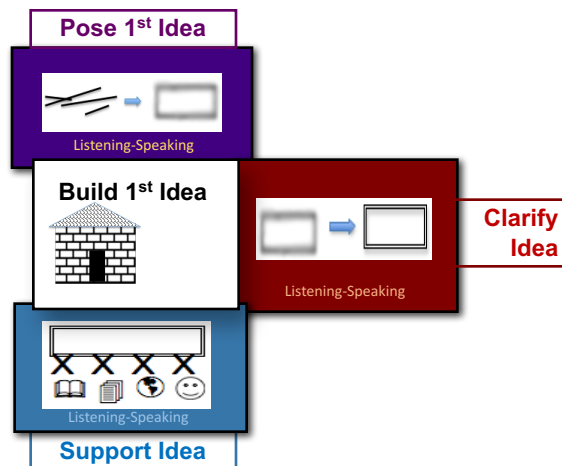 Pose 1st Idea
Listening-Speaking
Build 1st Idea
Clarify
Idea
Listening-Speaking
X X X X
Listening-Speaking
Support Idea